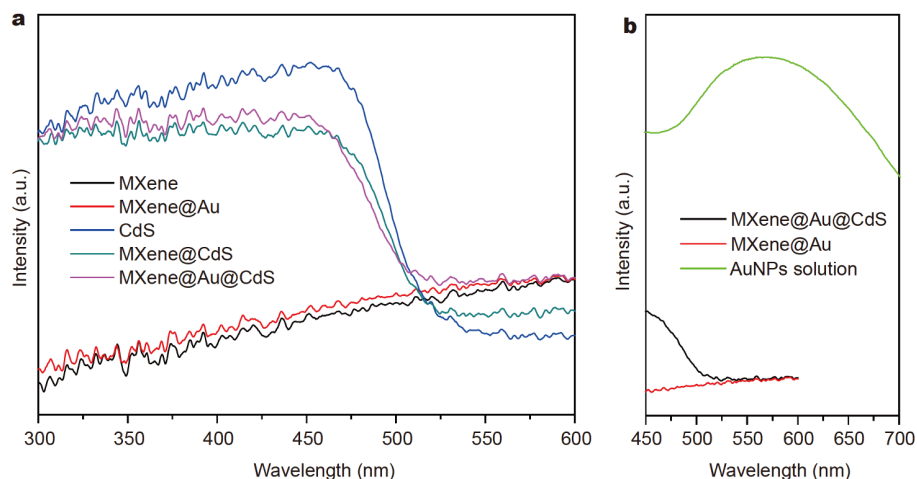 a
Intensity (a.u.)
MXene
MXene@Au
CdS
MXene@CdS
MXene@Au@CdS
300 350 400 450 500 550 600
Wavelength (nm)
b
Intensity (a.u.)
MXene@Au@CdS
MXene@Au
AuNPs solution
450 500 550 600 650 700
Wavelength (nm)